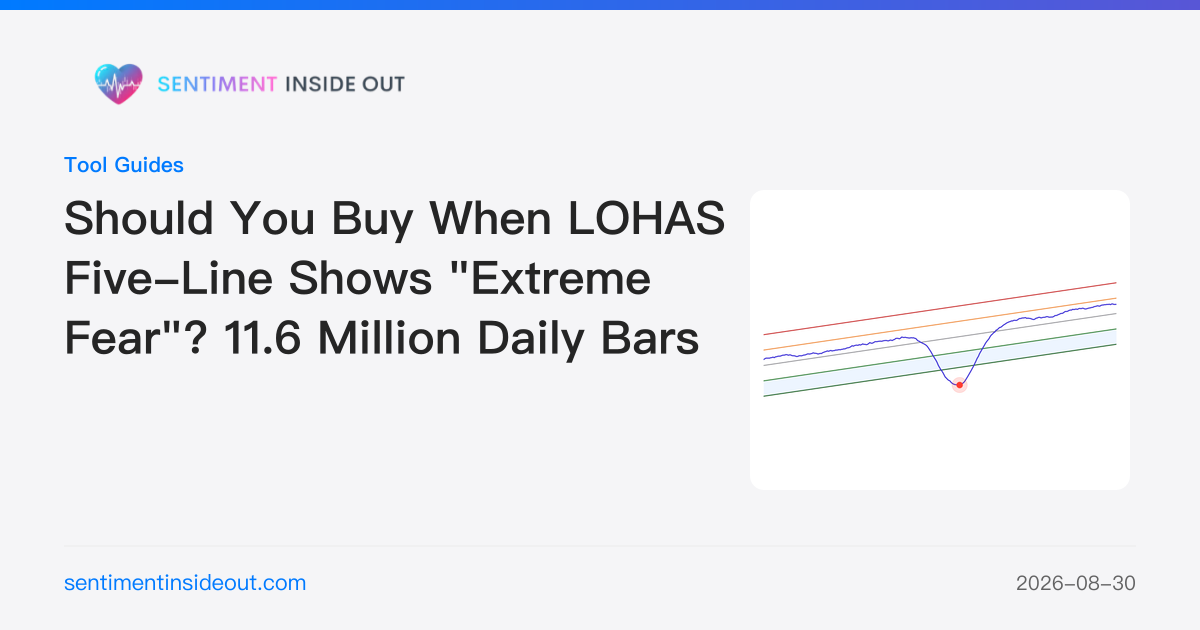 SENTIMENT INSIDE OUT
Tool Guides
Should You Buy When LOHAS
Five–Line Shows "Extreme
Fear"? 11.6 Million Daily Bars
sentimentinsideout.com
2026–08–30